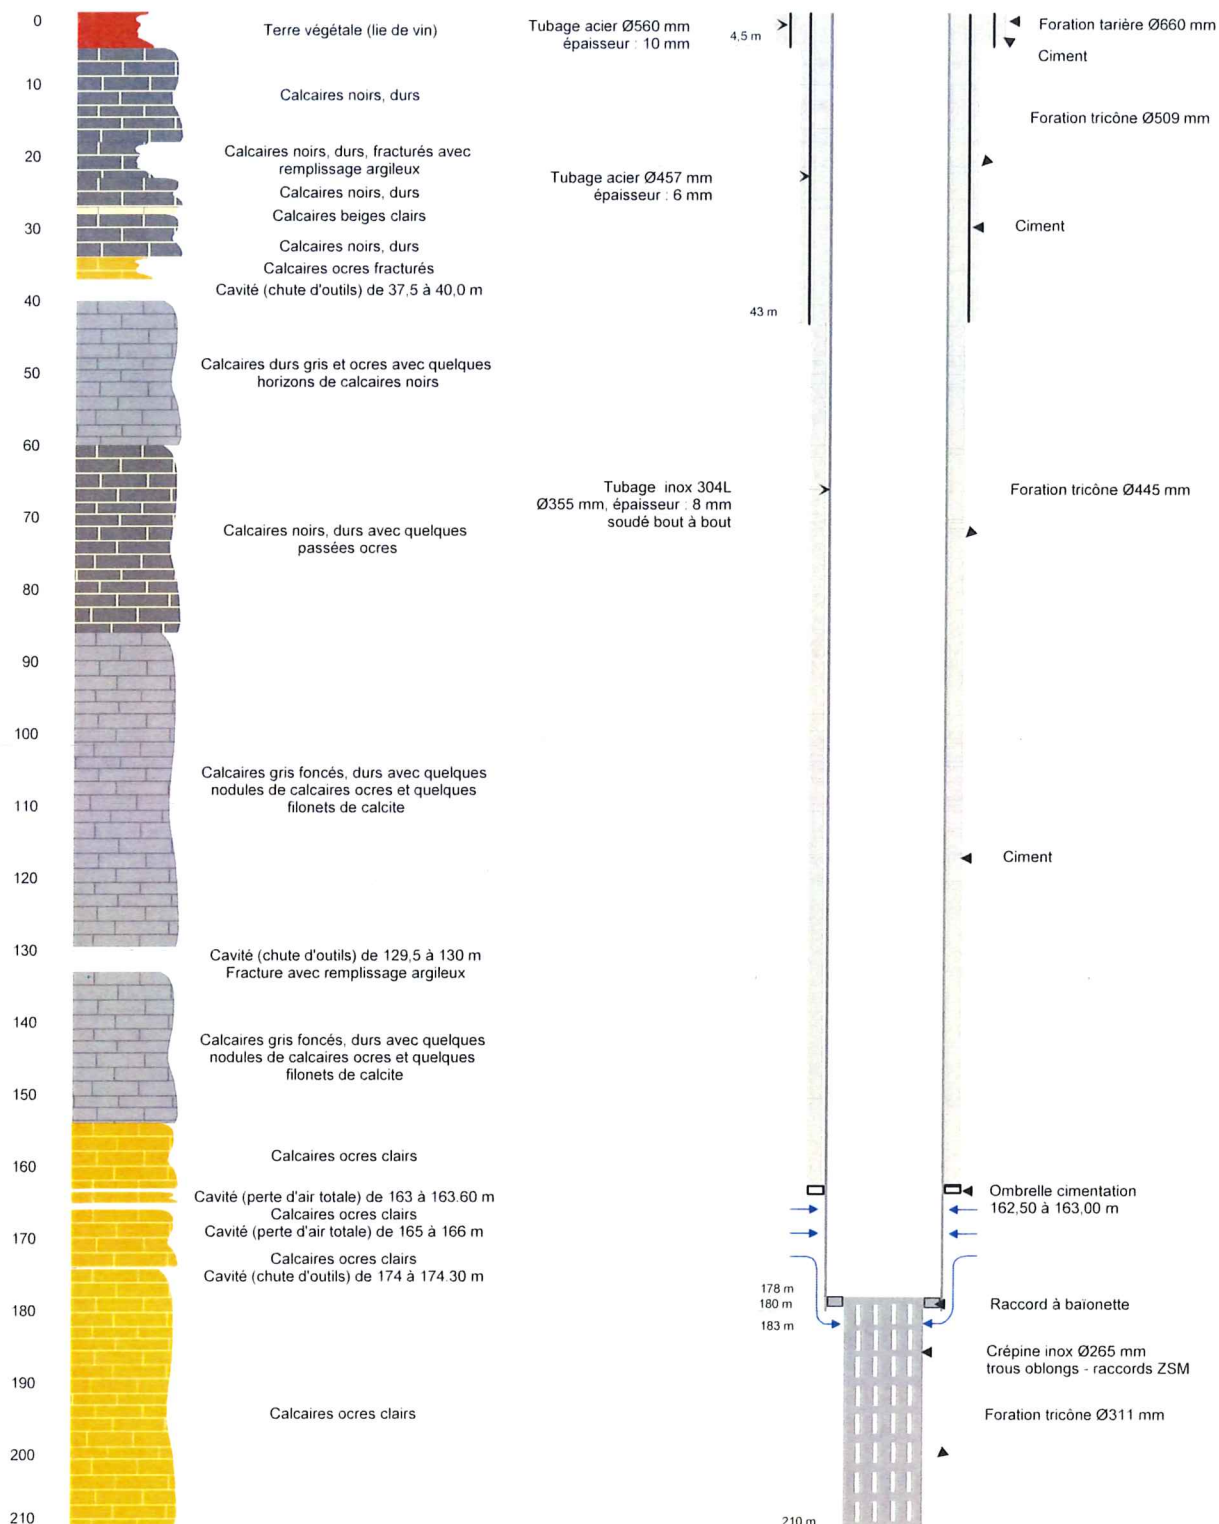 0
10
20
30
40
50
60
70
80
90
100
110
120
130
140
150
160
170
180
190
200
210
Terre végétale (lie de vin)
Calcaires noirs, durs
Calcaires noirs, durs, fracturés avec
remplissage argileux
Calcaires noirs, durs
Calcaires beiges clairs
Calcaires noirs, durs
Calcaires ocres fracturés
Cavité (chute d'outils) de 37,5 à 40,0 m
Calcaires durs gris et ocres avec quelques
horizons de calcaires noirs
Calcaires noirs, durs avec quelques
passées ocres
Calcaires gris foncés, durs avec quelques
nodules de calcaires ocres et quelques
filonets de calcite
Cavité (chute d'outils) de 129,5 à 130 m
Fracture avec remplissage argileux
Calcaires gris foncés, durs avec quelques
nodules de calcaires ocres et quelques
filonets de calcite
Calcaires ocres clairs
Cavité (perte d'air totale) de 163 à 163.60 m
Calcaires ocres clairs
Cavité (perte d'air totale) de 165 à 166 m
Calcaires ocres clairs
Cavité (chute d'outils) de 174 à 174.30 m
Calcaires ocres clairs
Tubage acier Ø560 mm
épaisseur : 10 mm
4,5 m
Tubage acier Ø457 mm
épaisseur : 6 mm
43 m
Tubage inox 304L
Ø355 mm, épaisseur : 8 mm
soudé bout à bout
178 m
180 m
183 m
210 m
Foration tarière Ø660 mm
Ciment
Foration tricône Ø509 mm
Ciment
Foration tricône Ø445 mm
Ciment
Ombrelle cimentation
162,50 à 163,00 m
Raccord à baïonette
Crépine inox Ø265 mm
trous oblongs - raccords ZSM
Foration tricône Ø311 mm